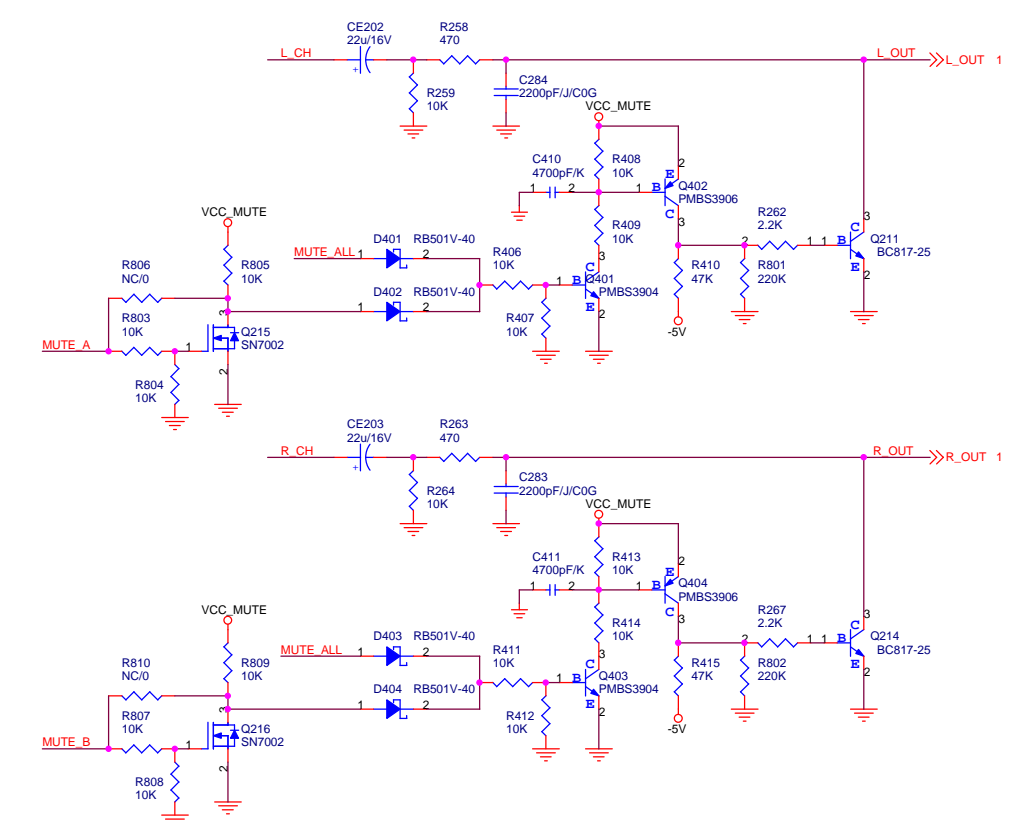 CE202
22u/16V
R258
470
L_CH
+
R259
10K
C284
2200pF/J/C0G
L_OUT
L_OUT 1
VCC_MUTE
R408
10K
C410
4700pF/K
1 2
1 B E C 2
Q402
PMBS3906
R409
10K
VCC_MUTE
R806
NC/0
R805
10K
MUTE_ALL
1
D401 RB501V-40
2
R406
10K
D402 RB501V-40
1 2
3
C
Q401
1 B
PMBS3904
E
2
R407
10K
R410
47K
-5V
2
R801
220K
R262
2.2K
1 1 B
3
C
Q211
BC817-25
E
2
R803
10K
MUTE_A
1
3
Q215
SN7002
2
R804
10K
CE203
22u/16V
R263
470
R_CH
+
R264
10K
C283
2200pF/J/C0G
R_OUT
R_OUT 1
VCC_MUTE
R413
10K
C411
4700pF/K
1 2
1 B E C 2
Q404
PMBS3906
R414
10K
VCC_MUTE
R810
NC/0
R809
10K
MUTE_ALL
1
D403 RB501V-40
2
R411
10K
D404 RB501V-40
1 2
3
C
Q403
1 B
PMBS3904
E
2
R412
10K
R415
47K
-5V
2
R802
220K
R267
2.2K
1 1 B
3
C
Q214
BC817-25
E
2
R807
10K
MUTE_B
1
3
Q216
SN7002
2
R808
10K